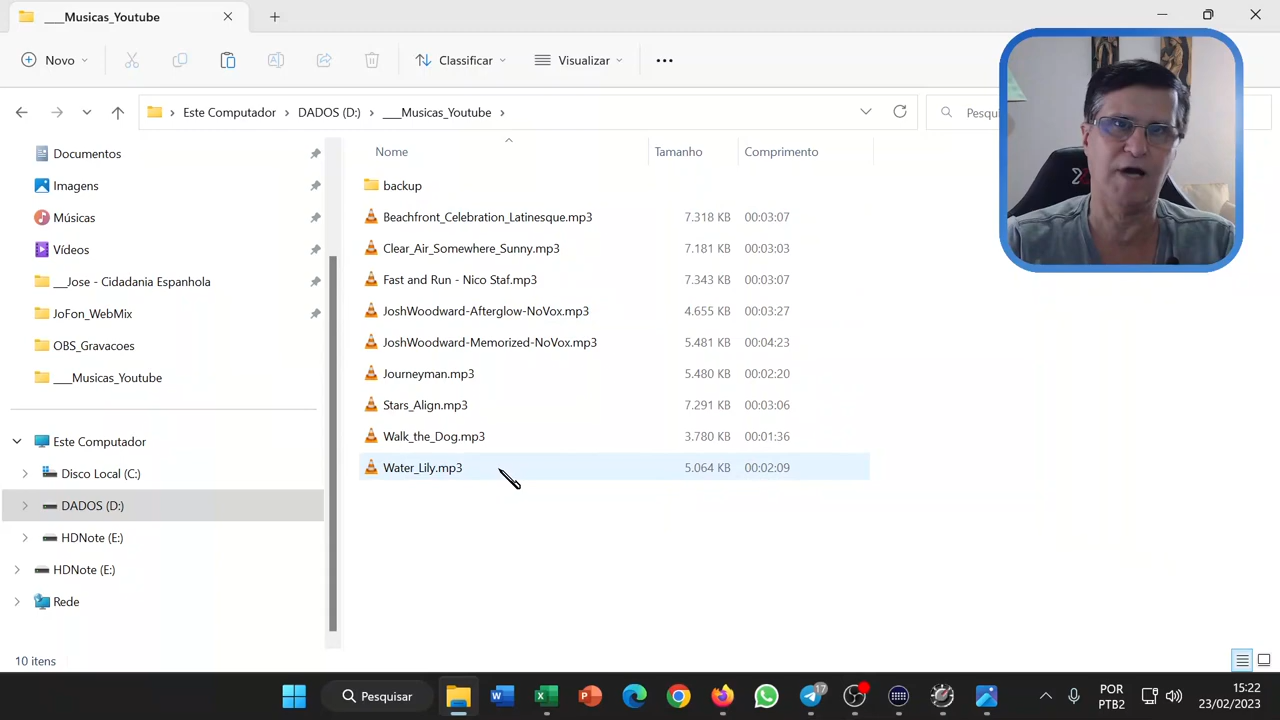 ___Musicas_Youtube
Novo
Classificar
Visualizar
Este Computador
DADOS (D:)
___Musicas_Youtube
Documentos
Imagens
Músicas
Vídeos
___Jose - Cidadania Espanhola
JoFon_WebMix
OBS_Gravacoes
___Musicas_Youtube
Este Computador
Disco Local (C:)
DADOS (D:)
HDNote (E:)
HDNote (E:)
Rede
Nome Tamanho Comprimento
backup
Beachfront_Celebration_Latinesque.mp3 7.318 KB 00:03:07
Clear_Air_Somewhere_Sunny.mp3 7.181 KB 00:03:03
Fast and Run - Nico Staf.mp3 7.343 KB 00:03:07
JoshWoodward-Afterglow-NoVox.mp3 4.655 KB 00:03:27
JoshWoodward-Memorized-NoVox.mp3 5.481 KB 00:04:23
Journeyman.mp3 5.480 KB 00:02:20
Stars_Align.mp3 7.291 KB 00:03:06
Walk_the_Dog.mp3 3.780 KB 00:01:36
Water_Lily.mp3 5.064 KB 00:02:09
10 itens
Pesquisar
17
POR
PTB2
15:22
23/02/2023